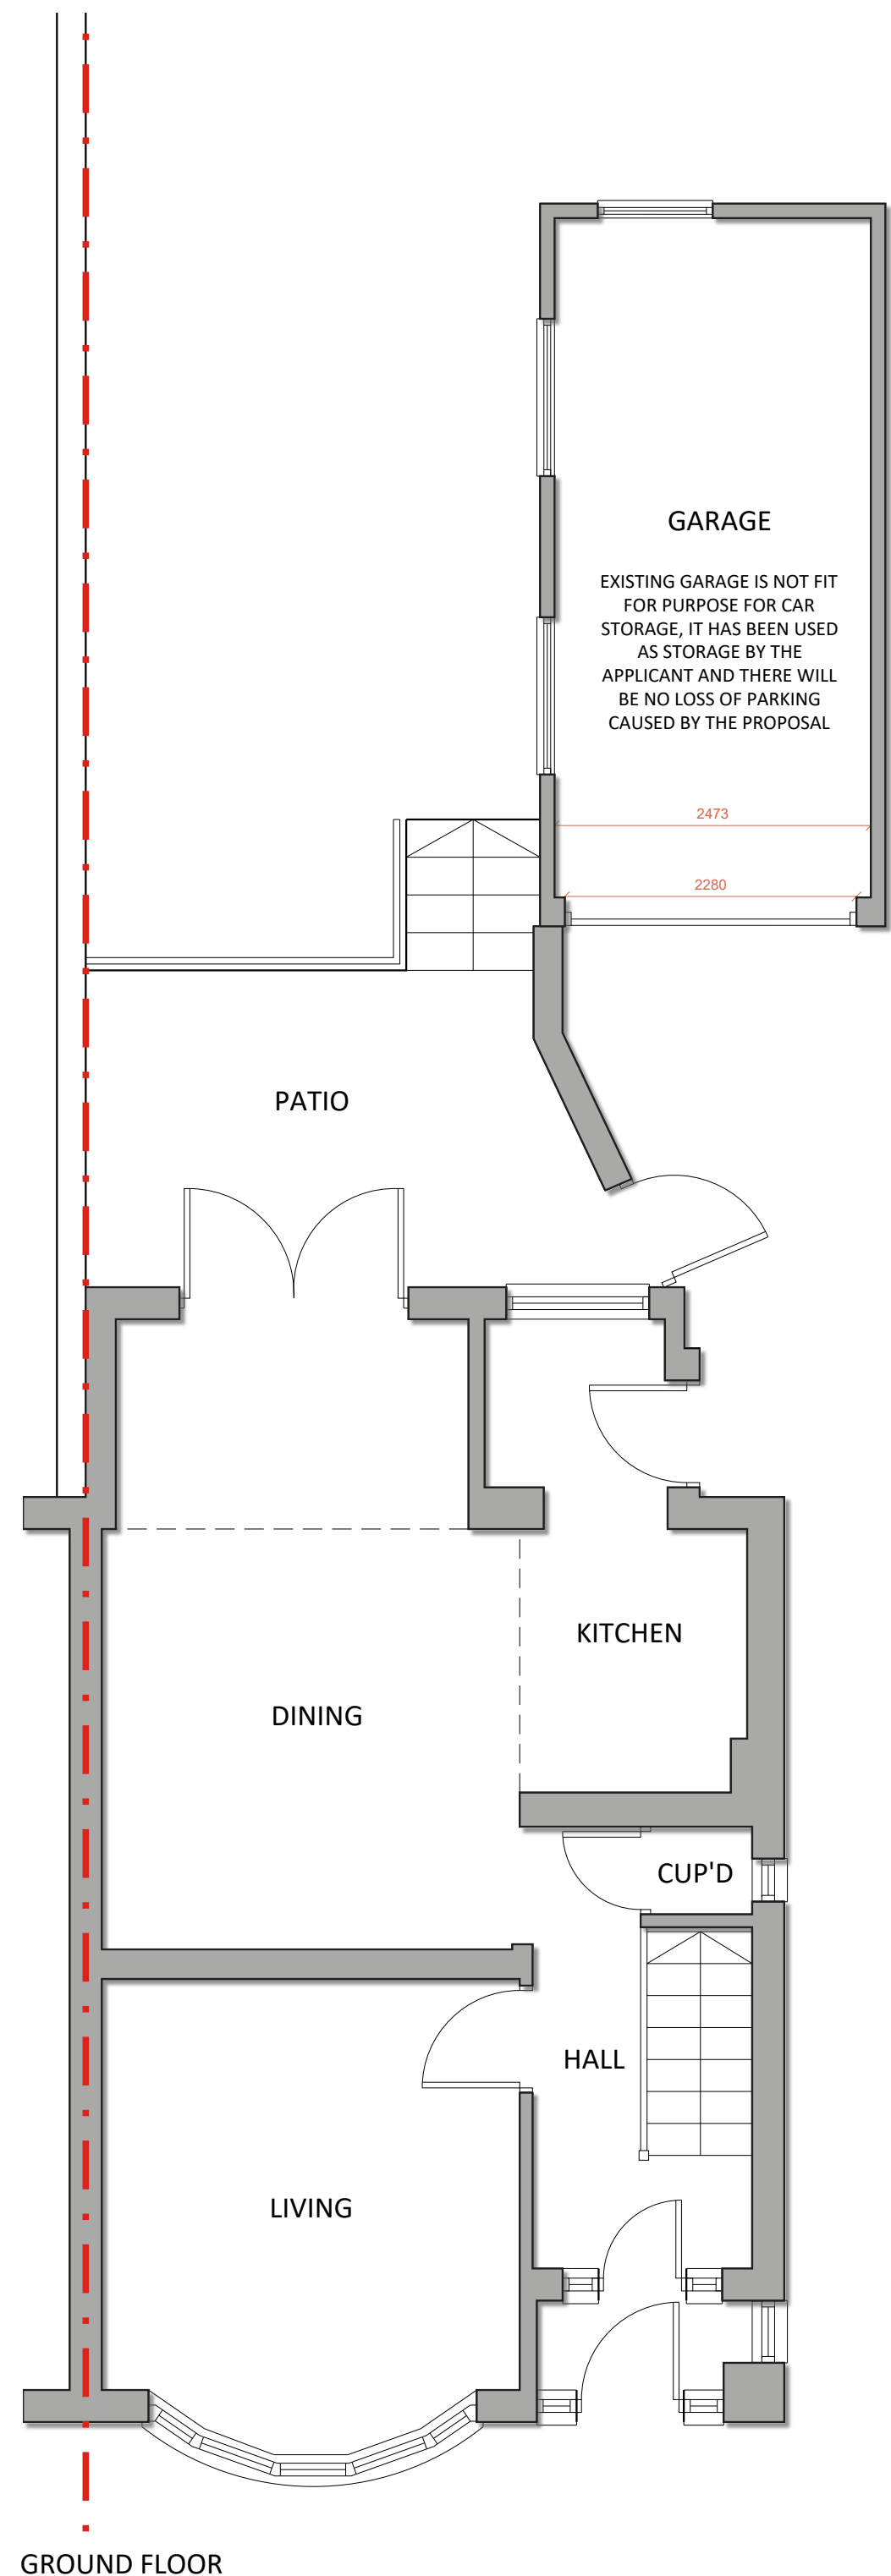 GARAGE
EXISTING GARAGE IS NOT FIT
FOR PURPOSE FOR CAR
STORAGE, IT HAS BEEN USED
AS STORAGE BY THE
APPLICANT AND THERE WILL
BE NO LOSS OF PARKING
CAUSED BY THE PROPOSAL
2473
2280
PATIO
KITCHEN
DINING
CUP'D
HALL
LIVING
GROUND FLOOR